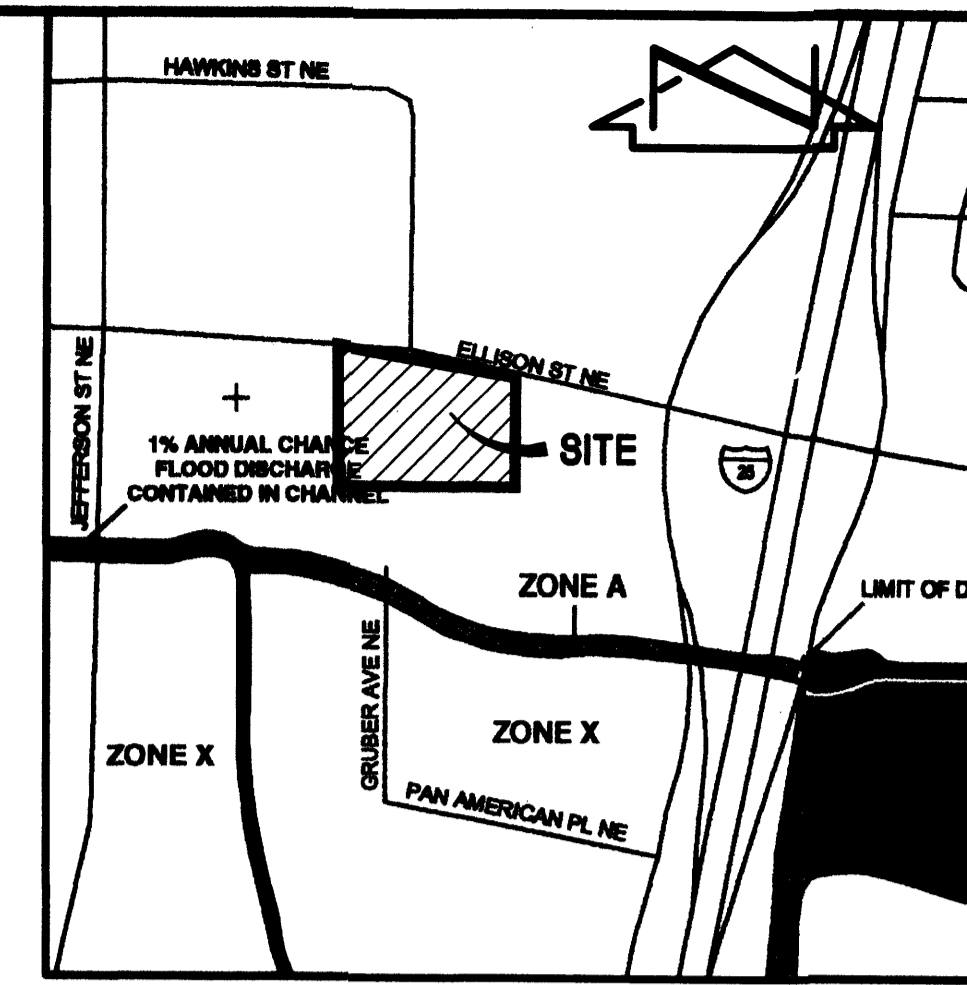 HAWKINS ST NE
ELLISON ST NE
JEFFERSON ST NE
1% ANNUAL CHANCE
FLOOD DISCHARGE
CONTAINED IN CHANNEL
SITE
25
ZONE A
LIMIT OF D
GRUBER AVE NE
ZONE X
ZONE X
PAN AMERICAN PL NE